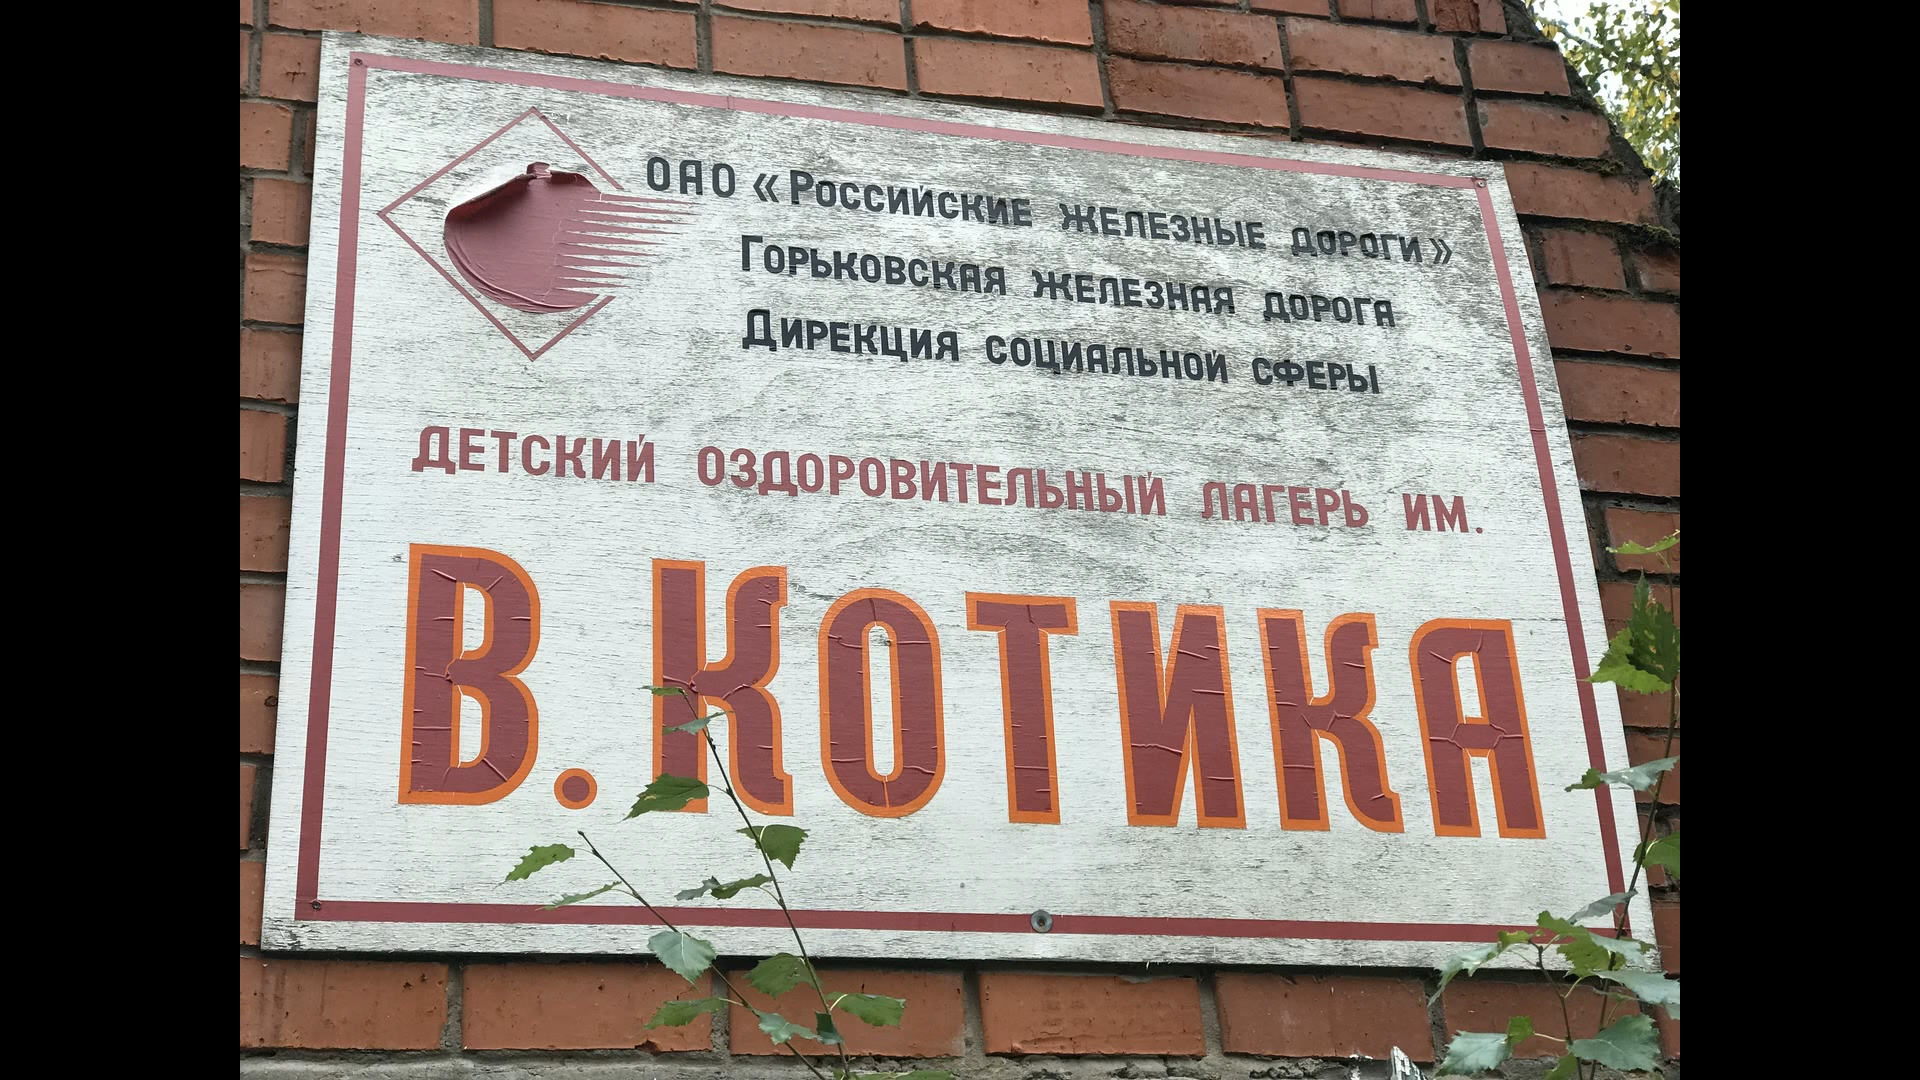 ОАО «Российские железные дороги»
Горьковская железная дорога
Дирекция социальной сферы
ДЕТСКИЙ ОЗДОРОВИТЕЛЬНЫЙ ЛАГЕРЬ ИМ.
В. КОТИКА